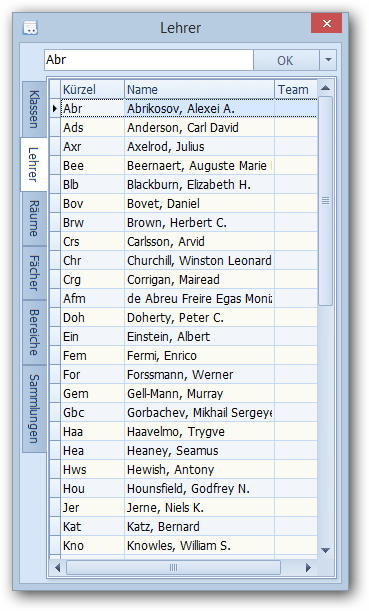 Lehrer
Abr OK
Klassen
Lehrer
Räume
Fächer
Bereiche
Sammlungen
Kürzel Name Team
Abr Abrikosov, Alexei A.
Ads Anderson, Carl David
Axr Axelrod, Julius
Bee Beernaert, Auguste Marie
Blb Blackburn, Elizabeth H.
Bov Bovet, Daniel
Brw Brown, Herbert C.
Crs Carlsson, Arvid
Chr Churchill, Winston Leonard
Crg Corrigan, Mairead
Afm de Abreu Freire Egas Moniz
Doh Doherty, Peter C.
Ein Einstein, Albert
Fem Fermi, Enrico
For Forssmann, Werner
Gem Gell-Mann, Murray
Gbc Gorbachev, Mikhail Sergeye
Haa Haavelmo, Trygve
Hea Heaney, Seamus
Hws Hewish, Antony
Hou Hounsfield, Godfrey N.
Jer Jerne, Niels K.
Kat Katz, Bernard
Kno Knowles, William S.